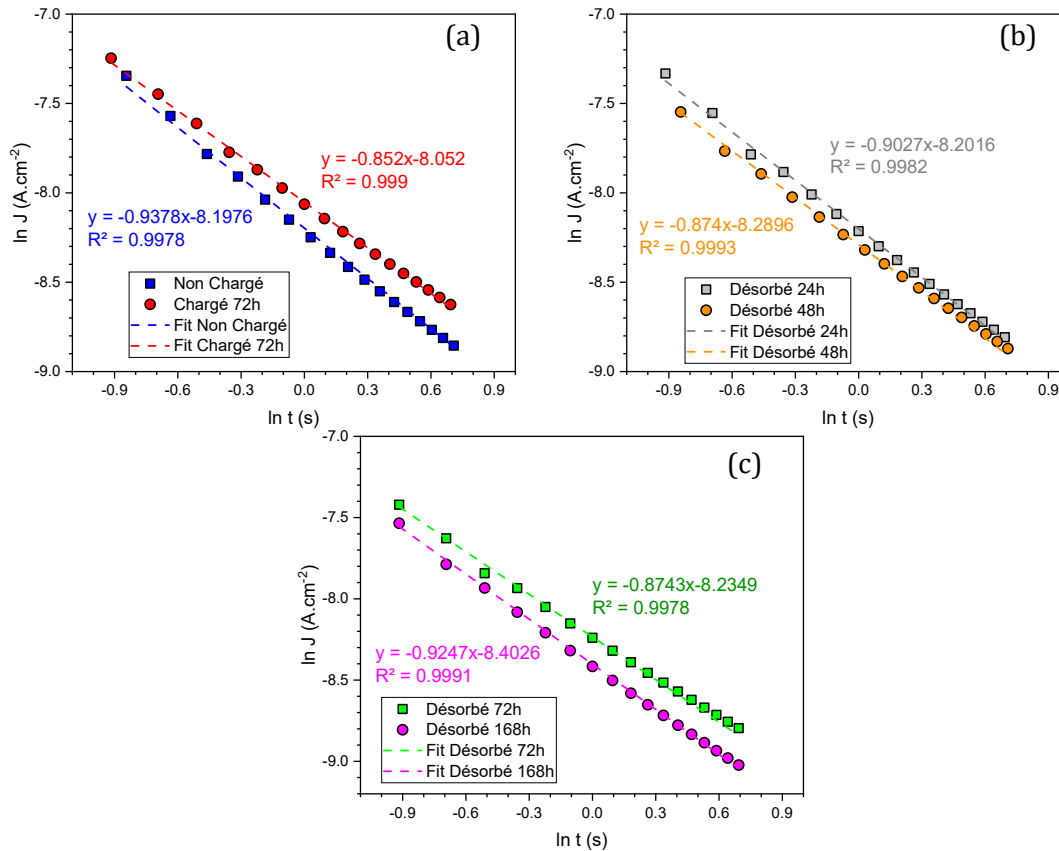 (a)
ln J (A.cm-2)
-7.0
-7.5
-8.0
-8.5
-9.0
y = -0.852x-8.052
R² = 0.999
y = -0.9378x-8.1976
R² = 0.9978
Non Chargé
Chargé 72h
Fit Non Chargé
Fit Chargé 72h
-0.9 -0.6 -0.3 0.0 0.3 0.6 0.9
ln t (s)
(b)
ln J (A.cm-2)
-7.0
-7.5
-8.0
-8.5
-9.0
y = -0.9027x-8.2016
R² = 0.9982
y = -0.874x-8.2896
R² = 0.9993
Désorbé 24h
Désorbé 48h
Fit Désorbé 24h
Fit Désorbé 48h
-0.9 -0.6 -0.3 0.0 0.3 0.6 0.9
ln t (s)
(c)
ln J (A.cm-2)
-7.0
-7.5
-8.0
-8.5
-9.0
y = -0.8743x-8.2349
R² = 0.9978
y = -0.9247x-8.4026
R² = 0.9991
Désorbé 72h
Désorbé 168h
Fit Désorbé 72h
Fit Désorbé 168h
-0.9 -0.6 -0.3 0.0 0.3 0.6 0.9
ln t (s)